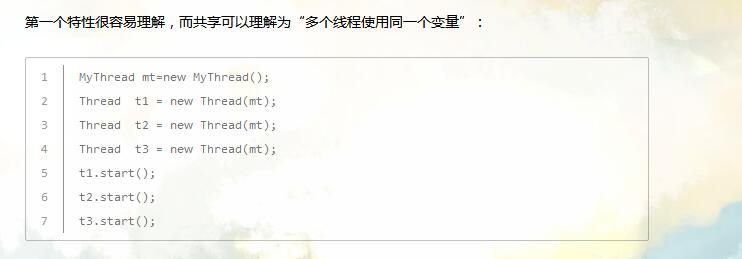 第一个特性很容易理解，而共享可以理解为“多个线程使用同一个变量”：
1 MyThread mt=new MyThread();
2 Thread  t1 = new Thread(mt);
3 Thread  t2 = new Thread(mt);
4 Thread  t3 = new Thread(mt);
5 t1.start();
6 t2.start();
7 t3.start();